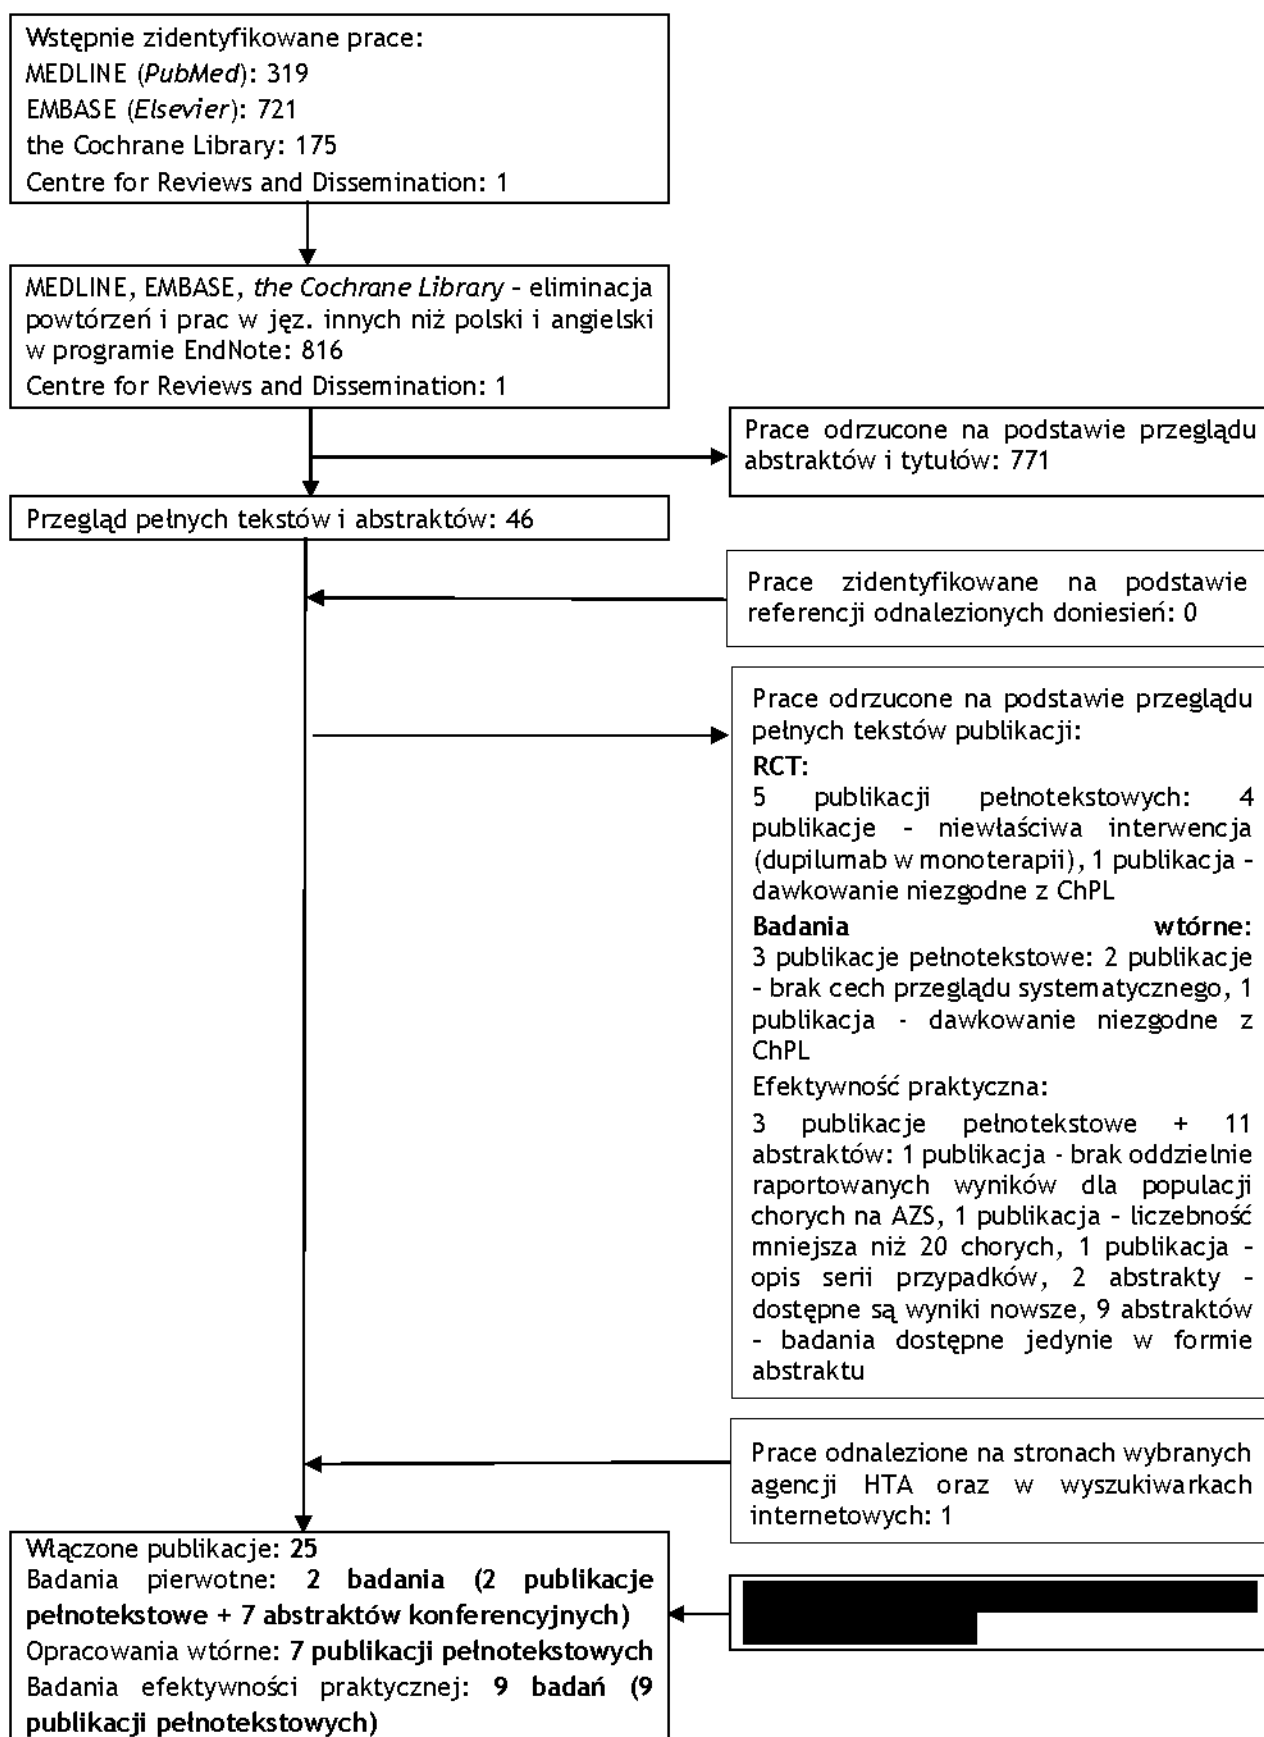 Wstępnie zidentyfikowane prace:
MEDLINE (PubMed): 319
EMBASE (Elsevier): 721
the Cochrane Library: 175
Centre for Reviews and Dissemination: 1
MEDLINE, EMBASE, the Cochrane Library – eliminacja
powtórzeń i prac w jęz. innych niż polski i angielski
w programie EndNote: 816
Centre for Reviews and Dissemination: 1
Prace odrzucone na podstawie przeglądu
abstraktów i tytułów: 771
Przegląd pełnych tekstów i abstraktów: 46
Prace zidentyfikowane na podstawie
referencji odnalezionych doniesień: 0
Prace odrzucone na podstawie przeglądu
pełnych tekstów publikacji:
RCT:
5 publikacji pełnotekstowych: 4
publikacje – niewłaściwa interwencja
(dupilumab w monoterapii), 1 publikacja –
dawkowanie niezgodne z ChPL
Badania wtórne:
3 publikacje pełnotekstowe: 2 publikacje
– brak cech przeglądu systematycznego, 1
publikacja - dawkowanie niezgodne z
ChPL
Efektywność praktyczna:
3 publikacje pełnotekstowe + 11
abstraktów: 1 publikacja - brak oddzielnie
raportowanych wyników dla populacji
chorych na AZS, 1 publikacja – liczebność
mniejsza niż 20 chorych, 1 publikacja –
opis serii przypadków, 2 abstrakty –
dostępne są wyniki nowsze, 9 abstraktów
– badania dostępne jedynie w formie
abstraktu
Prace odnalezione na stronach wybranych
agencji HTA oraz w wyszukiwarkach
internetowych: 1
Włączone publikacje: 25
Badania pierwotne: 2 badania (2 publikacje
pełnotekstowe + 7 abstraktów konferencyjnych)
Opracowania wtórne: 7 publikacji pełnotekstowych
Badania efektywności praktycznej: 9 badań (9
publikacji pełnotekstowych)